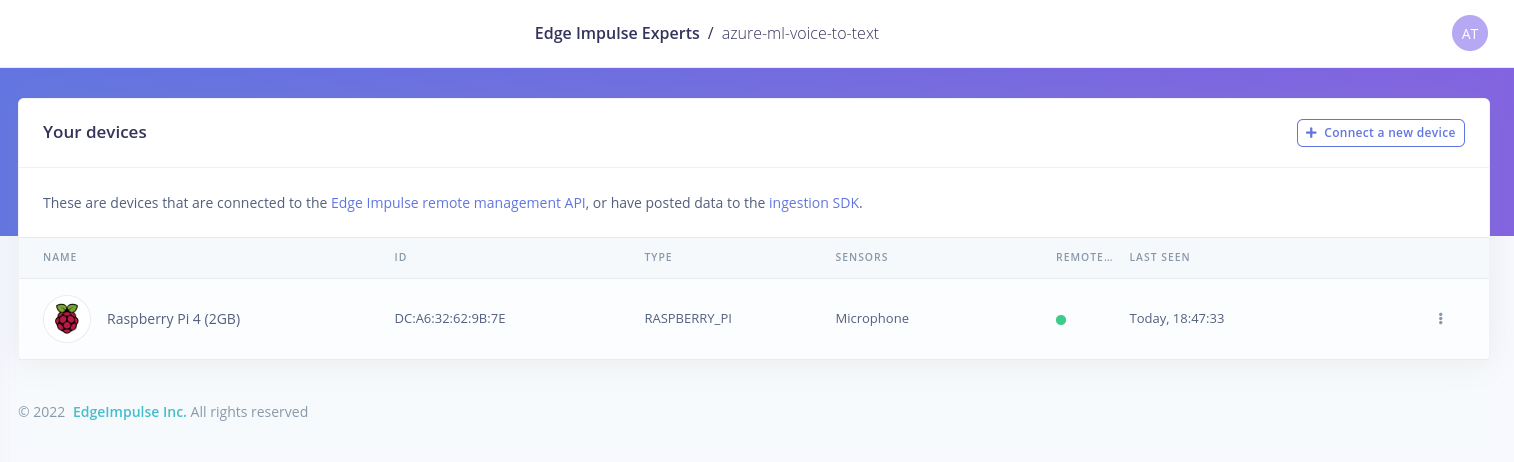 Edge Impulse Experts / azure-ml-voice-to-text
AT
Your devices
+ Connect a new device
These are devices that are connected to the Edge Impulse remote management API, or have posted data to the ingestion SDK.
NAME ID TYPE SENSORS REMOTE... LAST SEEN
Raspberry Pi 4 (2GB) DC:A6:32:62:9B:7E RASPBERRY_PI Microphone Today, 18:47:33
© 2022 EdgeImpulse Inc. All rights reserved